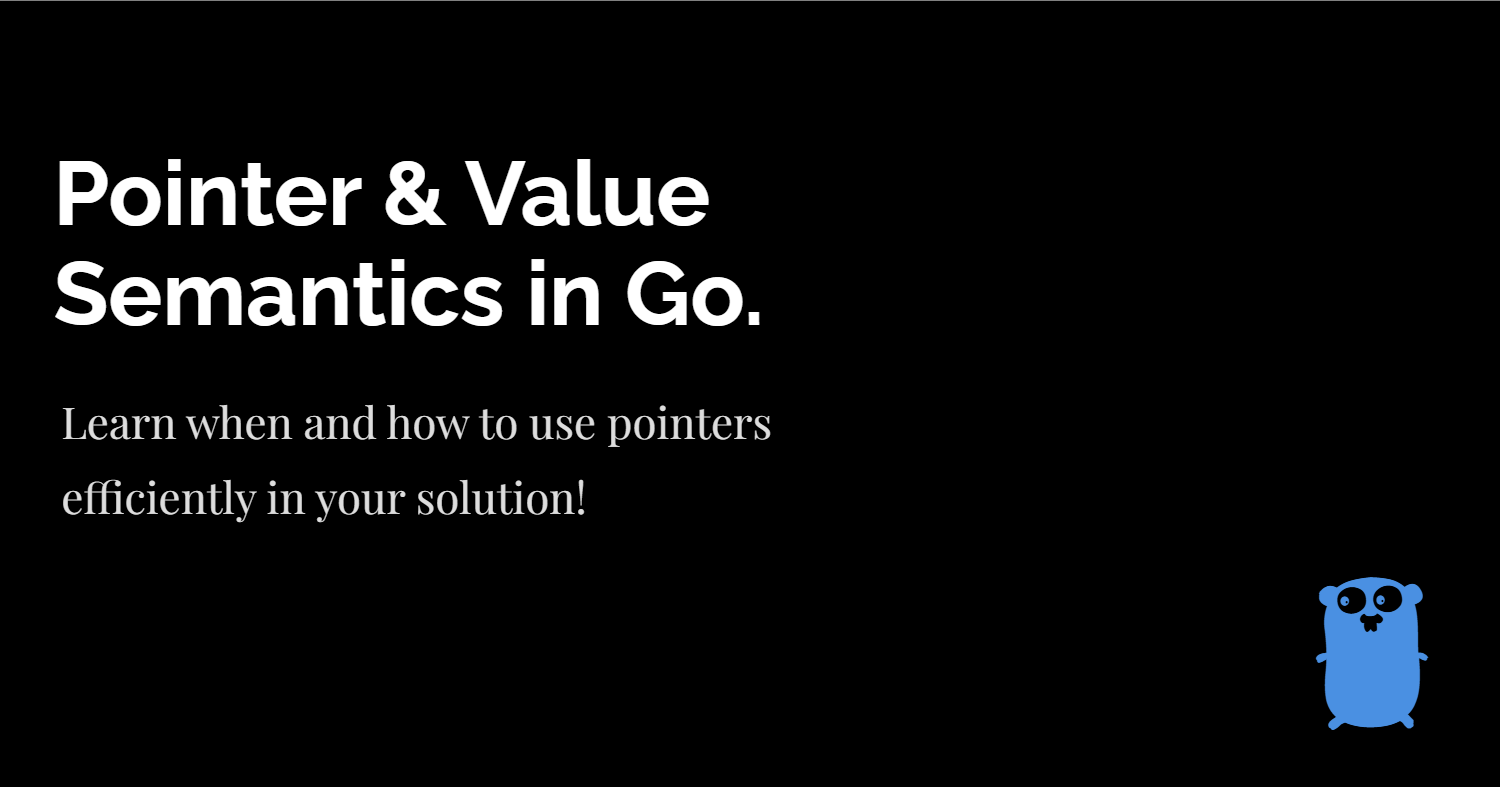 Pointer & Value
Semantics in Go.
Learn when and how to use pointers
efficiently in your solution!